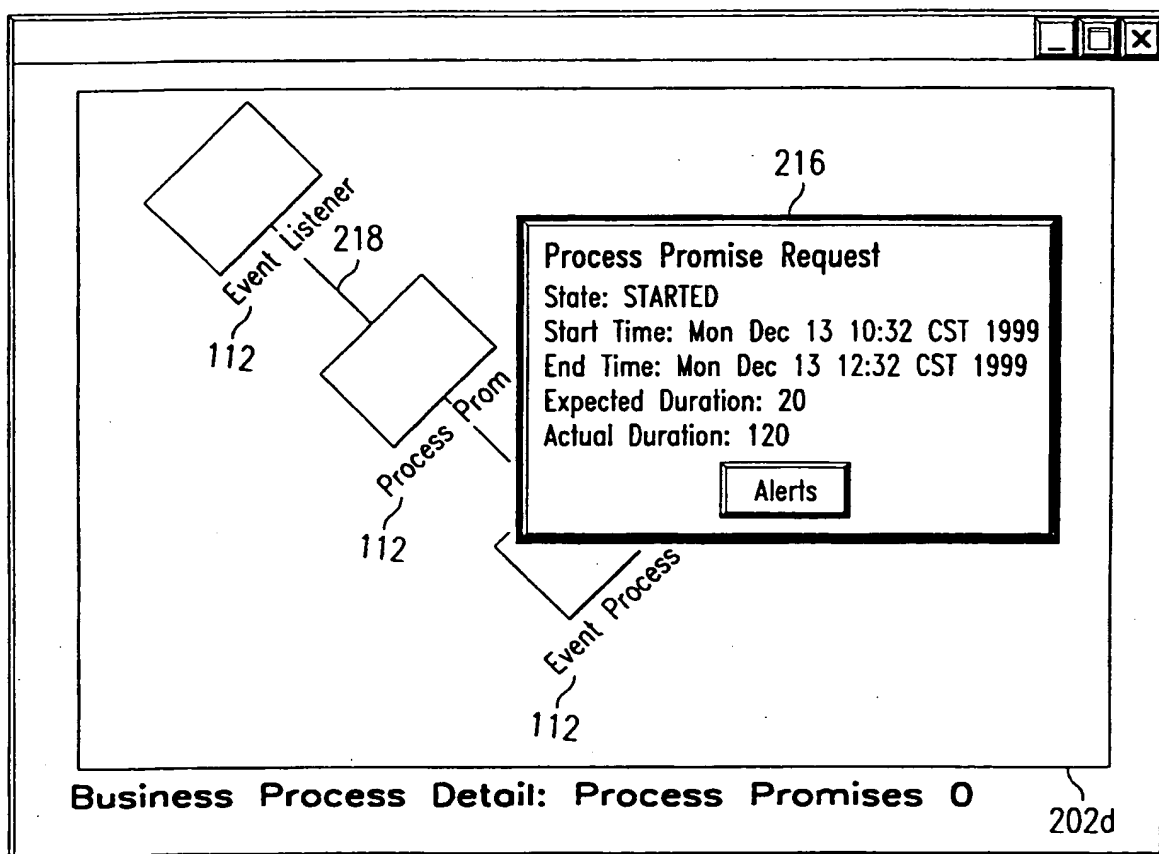 216
Event Listener
218
112
Process Promise Request
State: STARTED
Start Time: Mon Dec 13 10:32 CST 1999
End Time: Mon Dec 13 12:32 CST 1999
Expected Duration: 20
Actual Duration: 120
Alerts
Process Prom
112
Event Process
112
Business Process Detail: Process Promises 0
202d